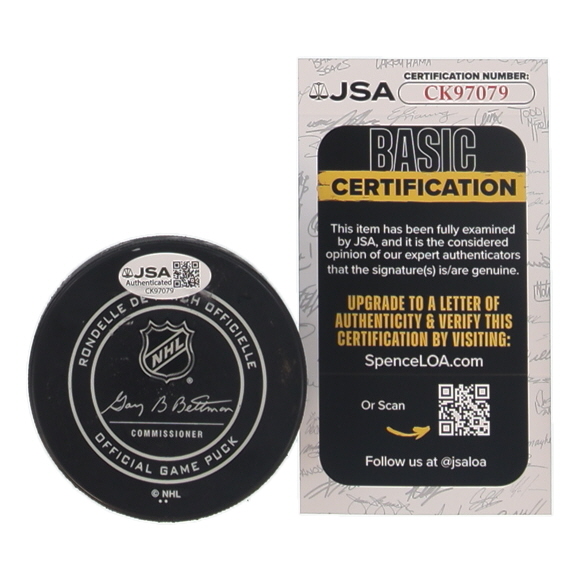 JSA
Authenticated
CK97079
RONDELLE DE MATCH OFFICIELLE
NHL
Gary B Bettman
COMMISSIONER
OFFICIAL GAME PUCK
© NHL
JSA
CERTIFICATION NUMBER:
CK97079
BASIC
CERTIFICATION
This item has been fully examined
by JSA, and it is the considered
opinion of our expert authenticators
that the signature(s) is/are genuine.
UPGRADE TO A LETTER OF
AUTHENTICITY & VERIFY THIS
CERTIFICATION BY VISITING:
SpenceLOA.com
Or Scan
Follow us at @jsaloa